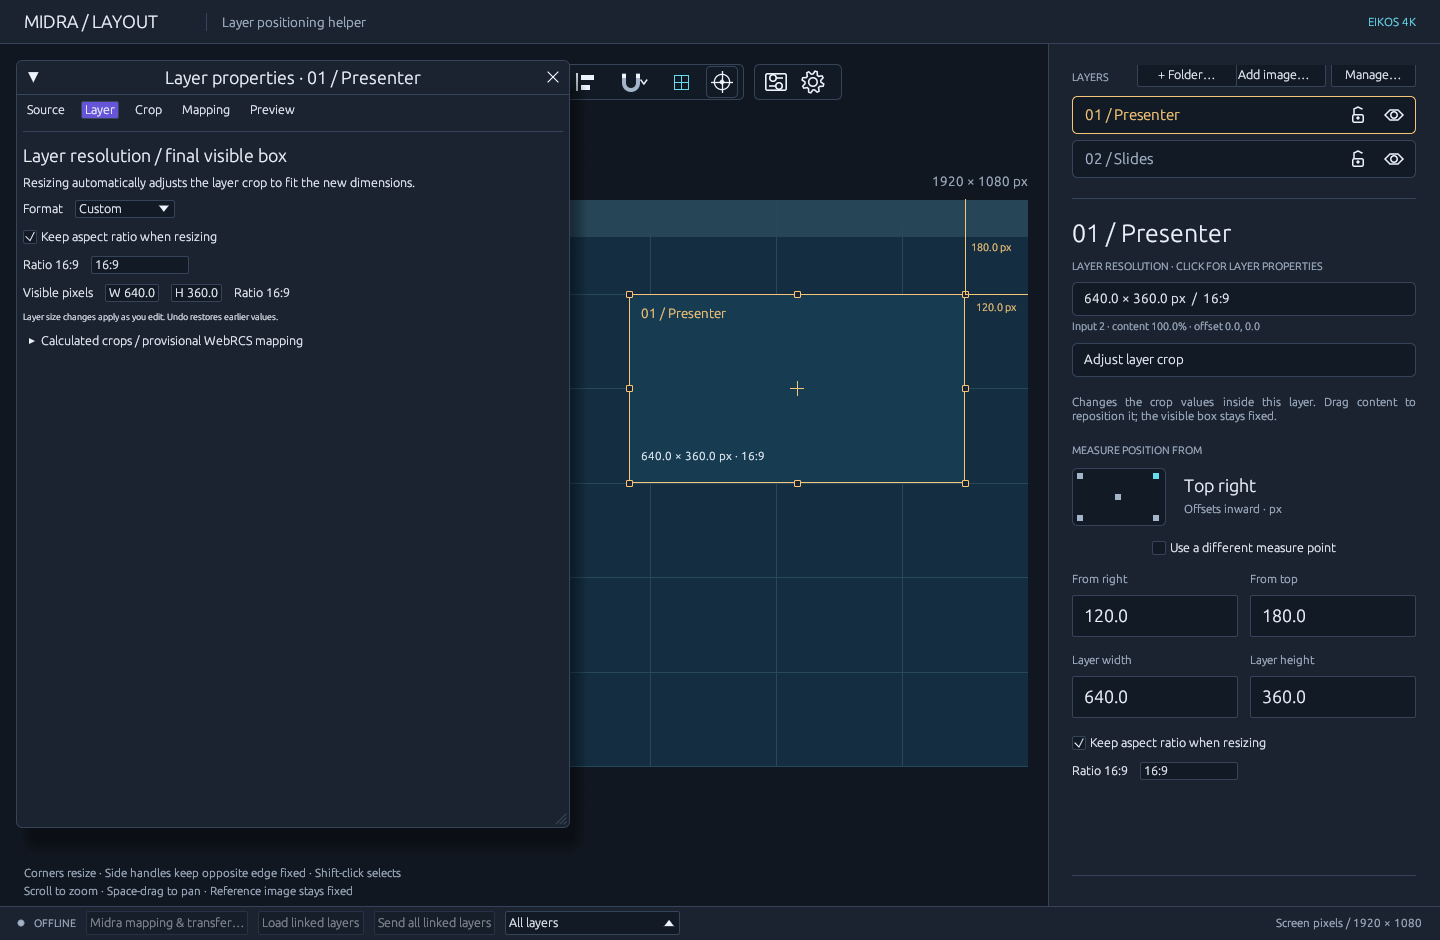 MIDRA / LAYOUT
Layer positioning helper
EIKOS 4K
Layer properties · 01 / Presenter
Source
Layer
Crop
Mapping
Preview
Layer resolution / final visible box
Resizing automatically adjusts the layer crop to fit the new dimensions.
Format
Custom
Keep aspect ratio when resizing
Ratio 16:9
16:9
Visible pixels
W 640.0
H 360.0
Ratio 16:9
Layer size changes apply as you edit. Undo restores earlier values.
Calculated crops / provisional WebRCS mapping
1920 × 1080 px
180.0 px
120.0 px
01 / Presenter
640.0 × 360.0 px · 16:9
LAYERS
+ Folder...
Add image...
Manage...
01 / Presenter
02 / Slides
01 / Presenter
LAYER RESOLUTION · CLICK FOR LAYER PROPERTIES
640.0 × 360.0 px / 16:9
Input 2 · content 100.0% · offset 0.0, 0.0
Adjust layer crop
Changes the crop values inside this layer. Drag content to
reposition it; the visible box stays fixed.
MEASURE POSITION FROM
Top right
Offsets inward · px
Use a different measure point
From right
From top
120.0
180.0
Layer width
Layer height
640.0
360.0
Keep aspect ratio when resizing
Ratio 16:9
16:9
Corners resize · Side handles keep opposite edge fixed · Shift-click selects
Scroll to zoom · Space-drag to pan · Reference image stays fixed
OFFLINE
Midra mapping & transfer...
Load linked layers
Send all linked layers
All layers
Screen pixels / 1920 × 1080